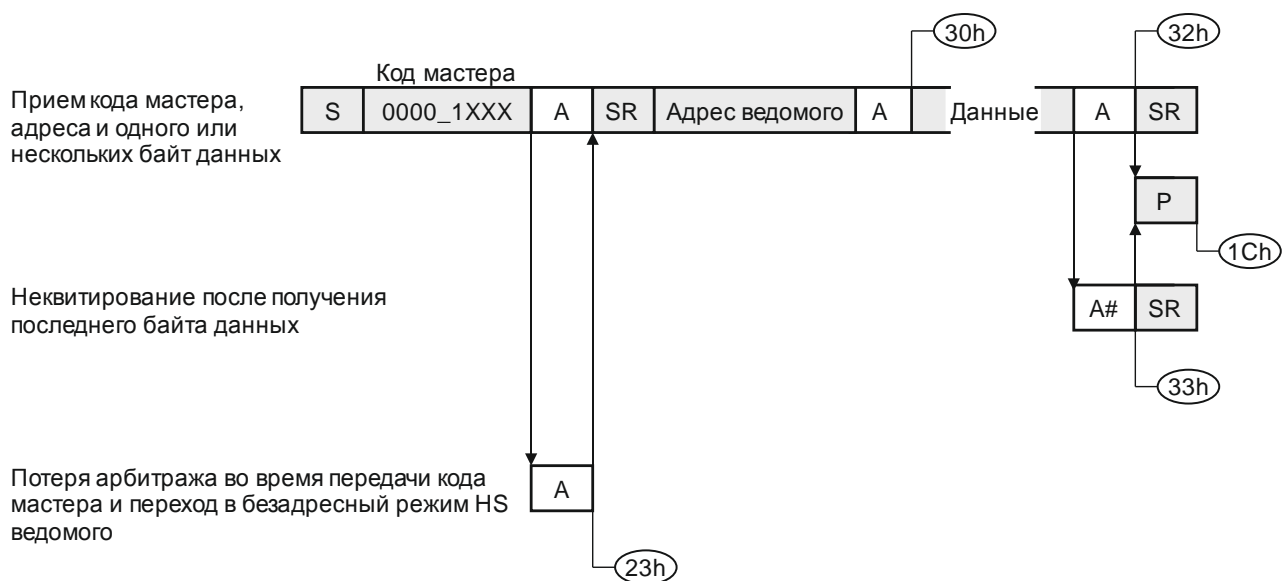 30h
32h
Код мастера
Прием кода мастера,
адреса и одного или
нескольких байт данных
S 0000_1XXX A SR Адрес ведомого A Данные A SR
P
1Ch
Неквитирование после получения
последнего байта данных
A# SR
33h
Потеря арбитража во время передачи кода
мастера и переход в безадресный режим HS
ведомого
A
23h